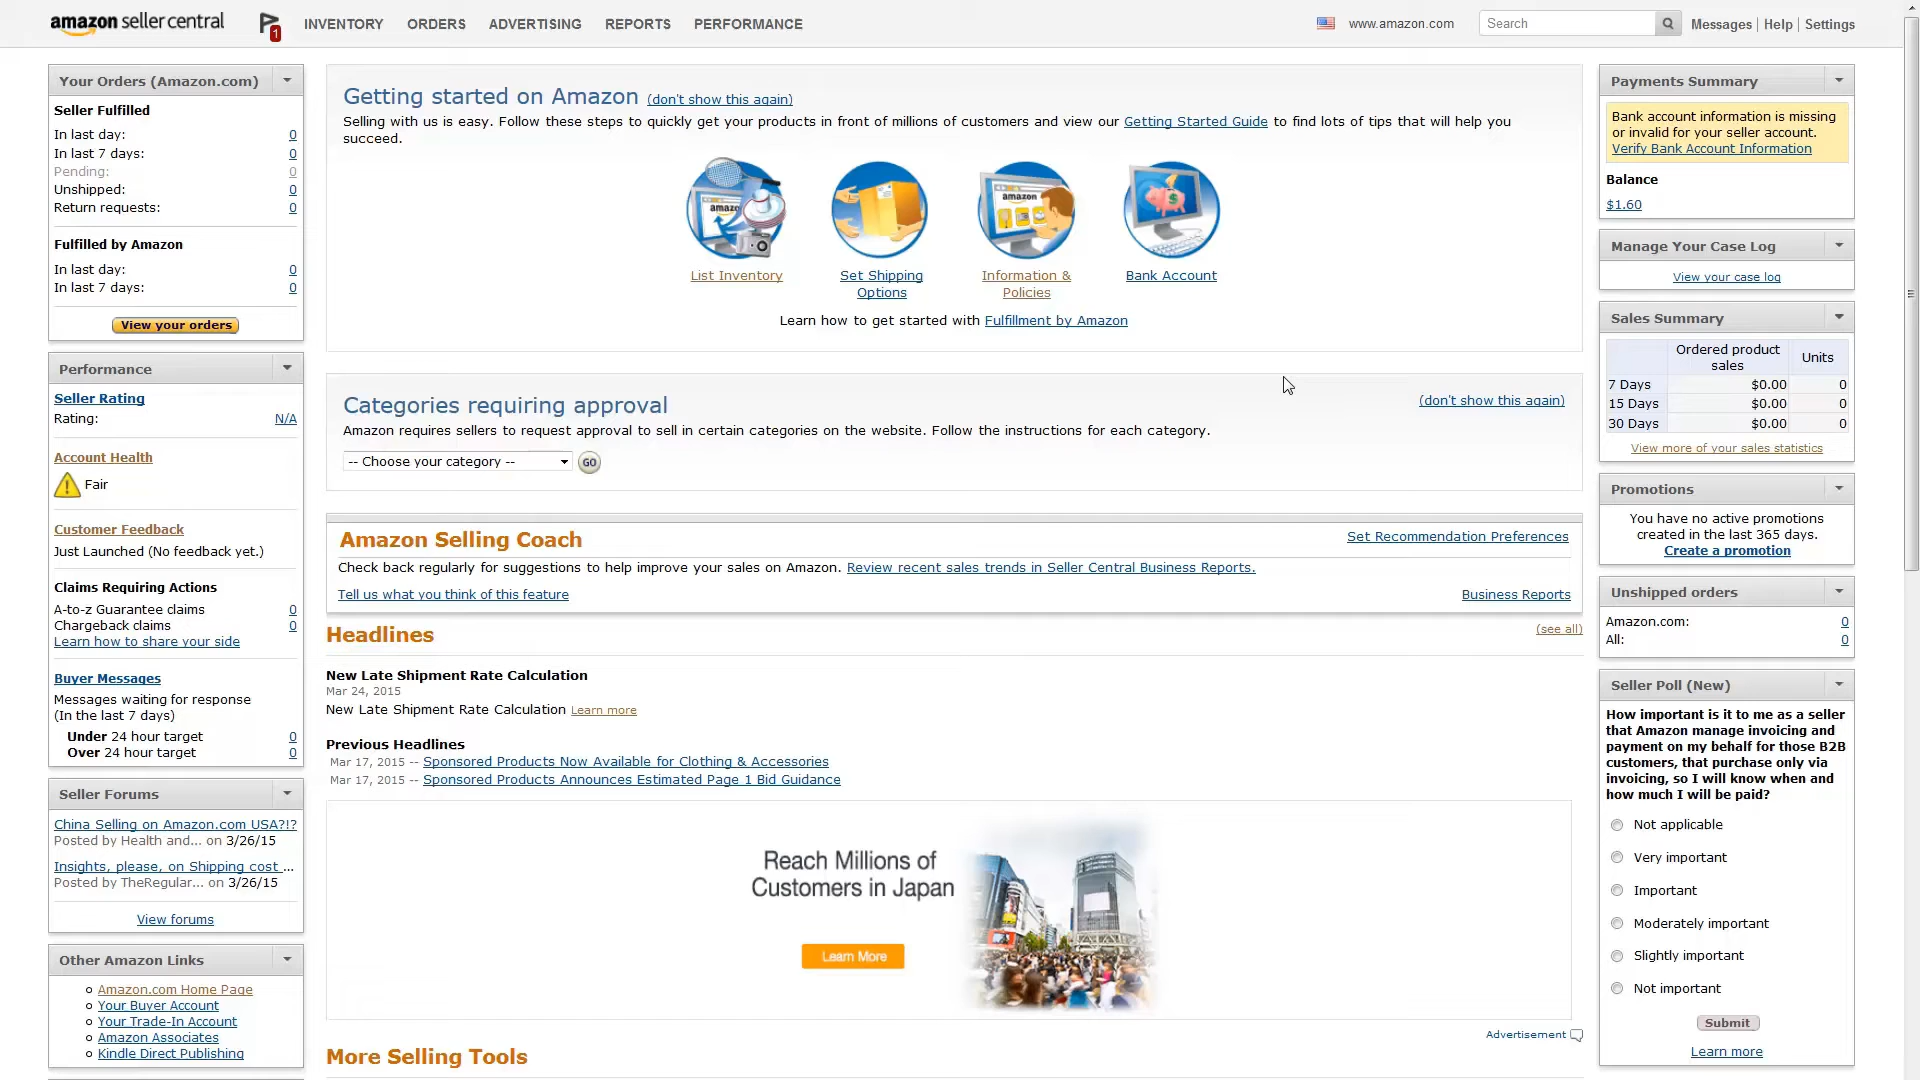 amazon seller central
1
INVENTORY
ORDERS
ADVERTISING
REPORTS
PERFORMANCE
www.amazon.com
Search
Messages | Help | Settings
Your Orders (Amazon.com)
Seller Fulfilled
In last day: 0
In last 7 days: 0
Pending: 0
Unshipped: 0
Return requests: 0
Fulfilled by Amazon
In last day: 0
In last 7 days: 0
View your orders
Performance
Seller Rating
Rating: N/A
Account Health
Fair
Customer Feedback
Just Launched (No feedback yet.)
Claims Requiring Actions
A-to-z Guarantee claims 0
Chargeback claims 0
Learn how to share your side
Buyer Messages
Messages waiting for response
(In the last 7 days)
Under 24 hour target 0
Over 24 hour target 0
Seller Forums
China Selling on Amazon.com USA?!?
Posted by Health and... on 3/26/15
Insights, please, on Shipping cost ...
Posted by TheRegular... on 3/26/15
View forums
Other Amazon Links
Amazon.com Home Page
Your Buyer Account
Your Trade-In Account
Amazon Associates
Kindle Direct Publishing
Getting started on Amazon (don't show this again)
Selling with us is easy. Follow these steps to quickly get your products in front of millions of customers and view our Getting Started Guide to find lots of tips that will help you
succeed.
amazon
amazon
List Inventory
Set Shipping
Options
Information &
Policies
Bank Account
Learn how to get started with Fulfillment by Amazon
Categories requiring approval
(don't show this again)
Amazon requires sellers to request approval to sell in certain categories on the website. Follow the instructions for each category.
-- Choose your category --
GO
Amazon Selling Coach
Set Recommendation Preferences
Check back regularly for suggestions to help improve your sales on Amazon. Review recent sales trends in Seller Central Business Reports.
Tell us what you think of this feature
Business Reports
Headlines
(see all)
New Late Shipment Rate Calculation
Mar 24, 2015
New Late Shipment Rate Calculation Learn more
Previous Headlines
Mar 17, 2015 -- Sponsored Products Now Available for Clothing & Accessories
Mar 17, 2015 -- Sponsored Products Announces Estimated Page 1 Bid Guidance
Reach Millions of
Customers in Japan
Learn More
Advertisement
More Selling Tools
Payments Summary
Bank account information is missing
or invalid for your seller account.
Verify Bank Account Information
Balance
$1.60
Manage Your Case Log
View your case log
Sales Summary
Ordered product
sales
Units
7 Days $0.00 0
15 Days $0.00 0
30 Days $0.00 0
View more of your sales statistics
Promotions
You have no active promotions
created in the last 365 days.
Create a promotion
Unshipped orders
Amazon.com: 0
All: 0
Seller Poll (New)
How important is it to me as a seller
that Amazon manage invoicing and
payment on my behalf for those B2B
customers, that purchase only via
invoicing, so I will know when and
how much I will be paid?
Not applicable
Very important
Important
Moderately important
Slightly important
Not important
Submit
Learn more